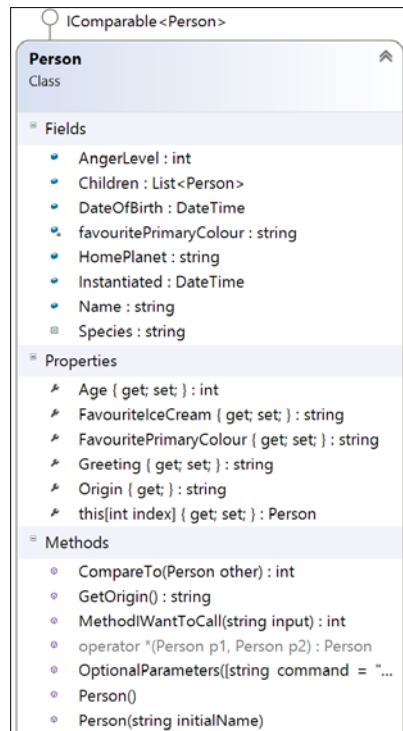 IComparable<Person>
Person
Class
Fields
AngerLevel : int
Children : List<Person>
DateOfBirth : DateTime
favouritePrimaryColour : string
HomePlanet : string
Instantiated : DateTime
Name : string
Species : string
Properties
Age { get; set; } : int
FavouriteIceCream { get; set; } : string
FavouritePrimaryColour { get; set; } : string
Greeting { get; set; } : string
Origin { get; } : string
this[int index] { get; set; } : Person
Methods
CompareTo(Person other) : int
GetOrigin() : string
MethodIWantToCall(string input) : int
operator *(Person p1, Person p2) : Person
OptionalParameters([string command = "...
Person()
Person(string initialName)